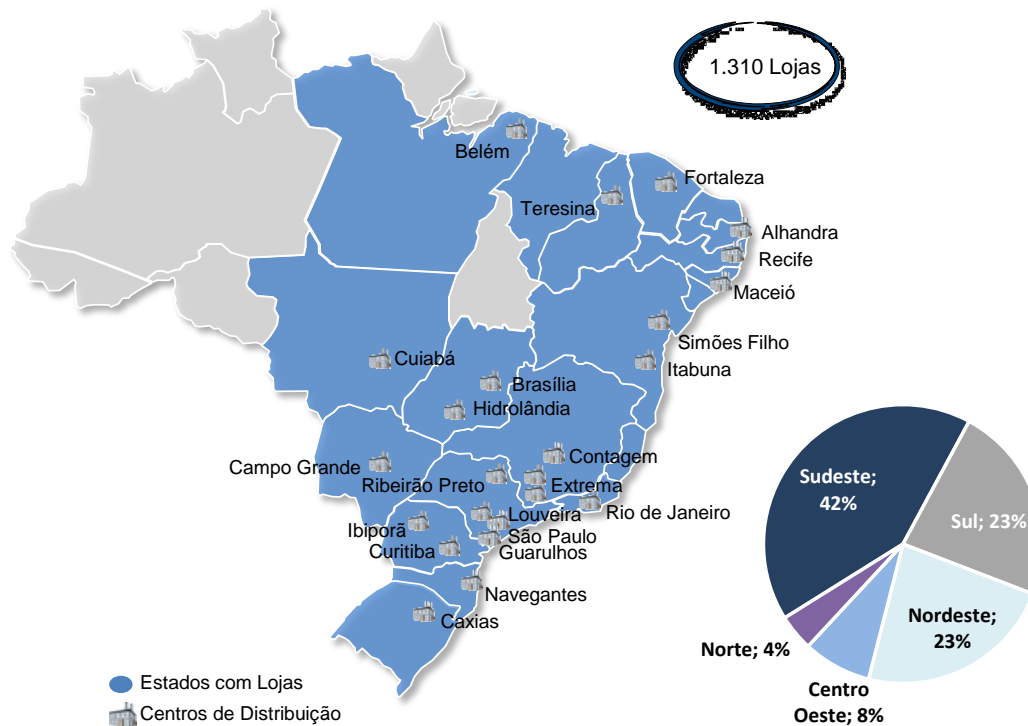 1.310 Lojas
Belém
Fortaleza
Teresina
Alhandra
Recife
Maceió
Simões Filho
Itabuna
Cuiabá
Brasília
Hidrolândia
Contagem
Campo Grande
Ribeirão Preto
Extrema
Rio de Janeiro
Louveira
Ibiporã
São Paulo
Curitiba
Guarulhos
Navegantes
Caxias
Sudeste;
42%
Sul; 23%
Nordeste;
23%
Norte; 4%
Centro
Oeste; 8%
Estados com Lojas
Centros de Distribuição